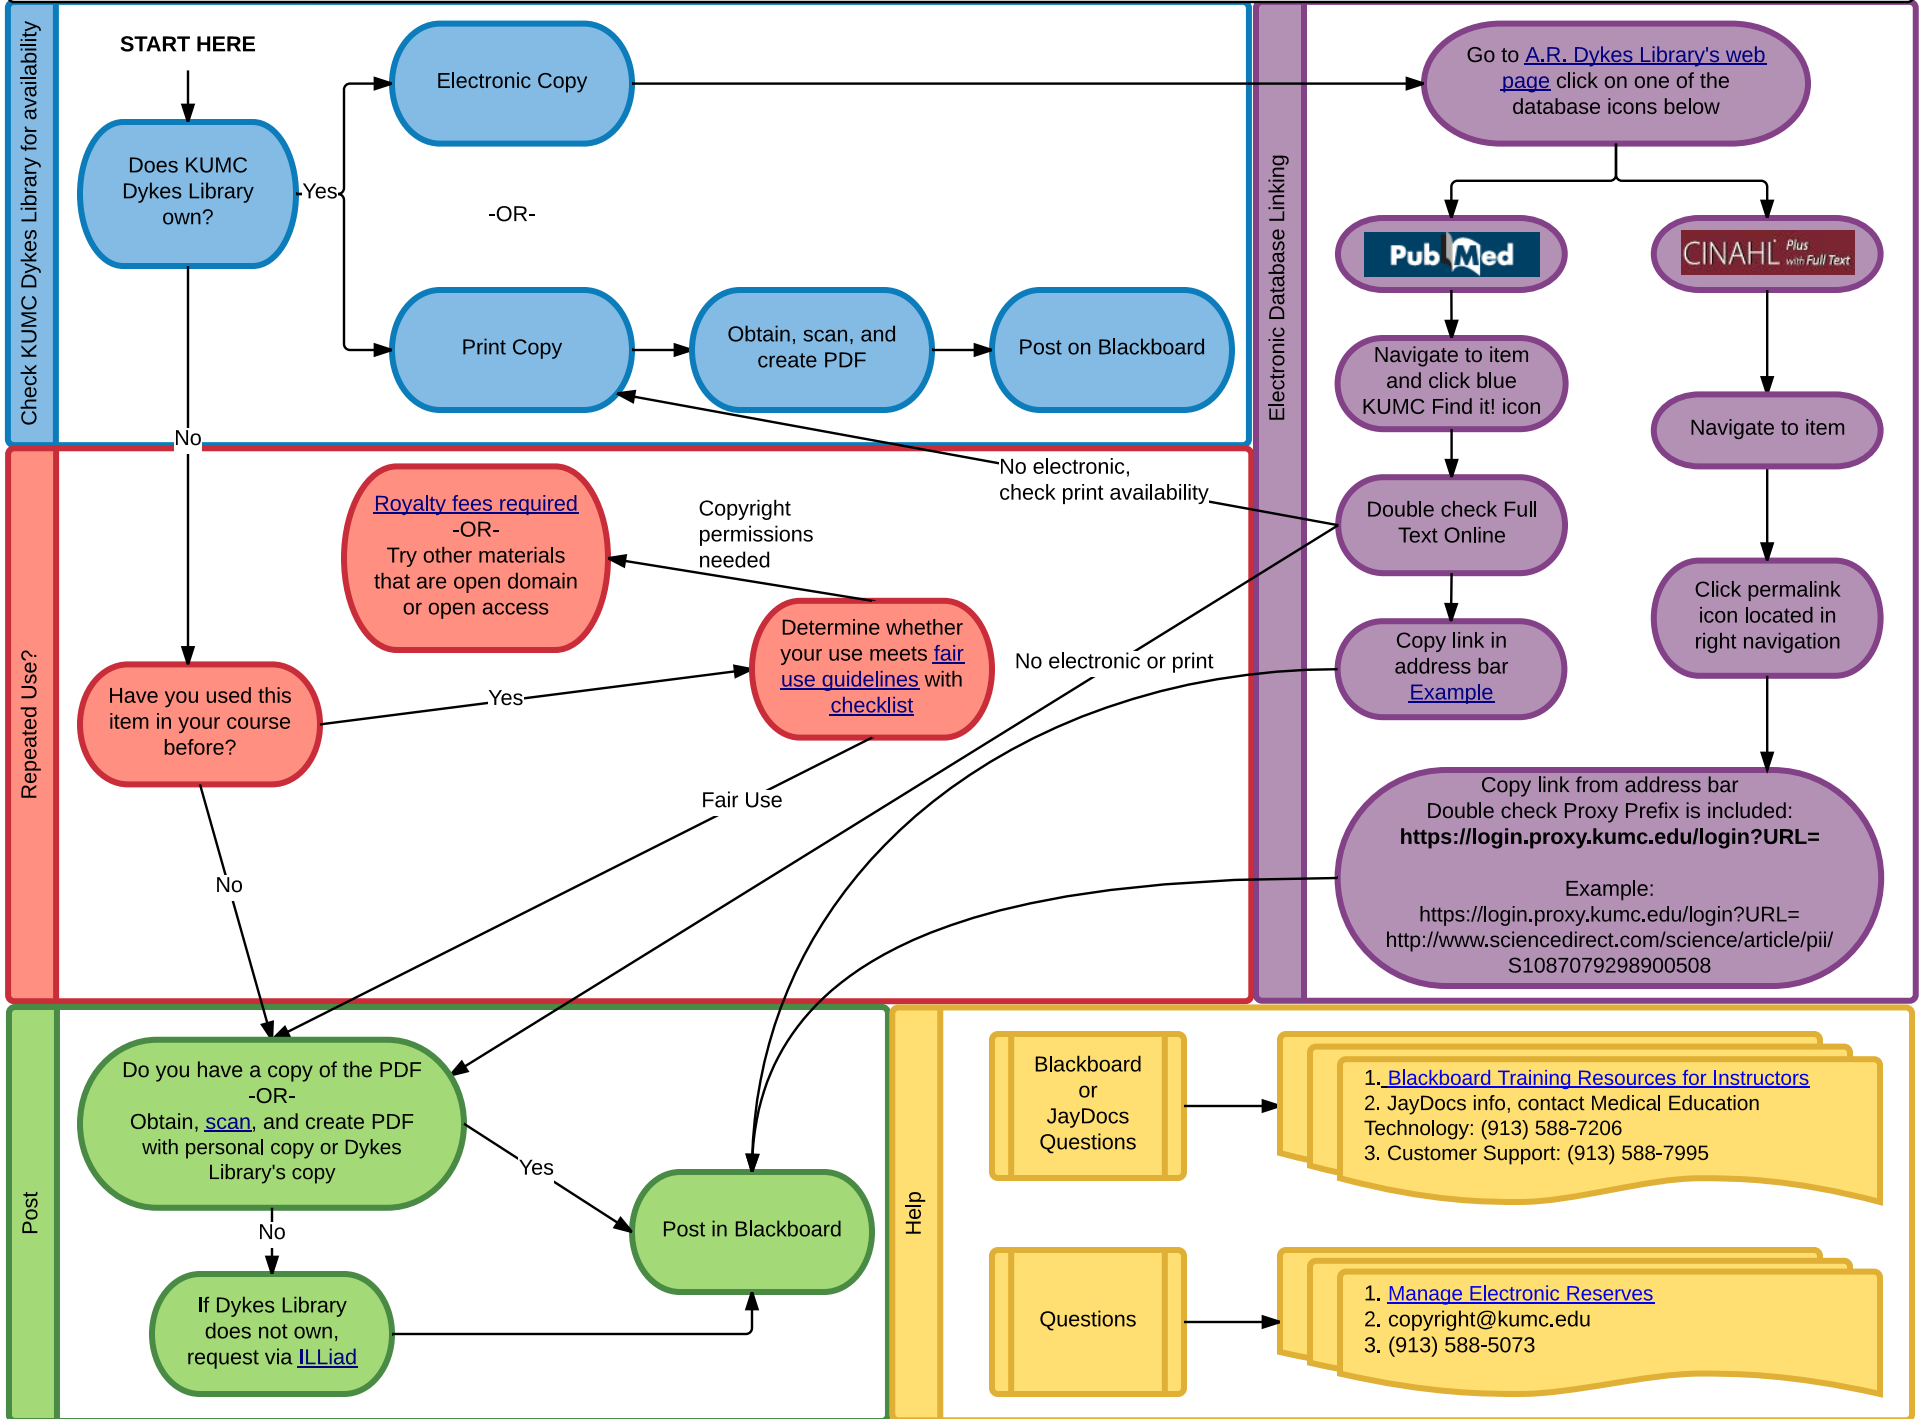 Check KUMC Dykes Library for availability
START HERE
Does KUMC
Dykes Library
own?
Yes
Electronic Copy
-OR-
Print Copy
Obtain, scan, and
create PDF
Post on Blackboard
No
Electronic Database Linking
Go to A.R. Dykes Library's web
page click on one of the
database icons below
PubMed
CINAHL Plus
with Full Text
Navigate to item
and click blue
KUMC Find it! icon
Navigate to item
Double check Full
Text Online
Click permalink
icon located in
right navigation
Copy link in
address bar
Example
Copy link from address bar
Double check Proxy Prefix is included:
https://login.proxy.kumc.edu/login?URL=
Example:
https://login.proxy.kumc.edu/login?URL=
http://www.sciencedirect.com/science/article/pii/
S1087079298900508
No electronic,
check print availability
No electronic or print
Repeated Use?
Royalty fees required
-OR-
Try other materials
that are open domain
or open access
Copyright
permissions
needed
Determine whether
your use meets fair
use guidelines with
checklist
Have you used this
item in your course
before?
Yes
Fair Use
No
Post
Do you have a copy of the PDF
-OR-
Obtain, scan, and create PDF
with personal copy or Dykes
Library's copy
Yes
No
Post in Blackboard
If Dykes Library
does not own,
request via ILLiad
Help
Blackboard
or
JayDocs
Questions
1. Blackboard Training Resources for Instructors
2. JayDocs info, contact Medical Education
Technology: (913) 588-7206
3. Customer Support: (913) 588-7995
Questions
1. Manage Electronic Reserves
2. copyright@kumc.edu
3. (913) 588-5073